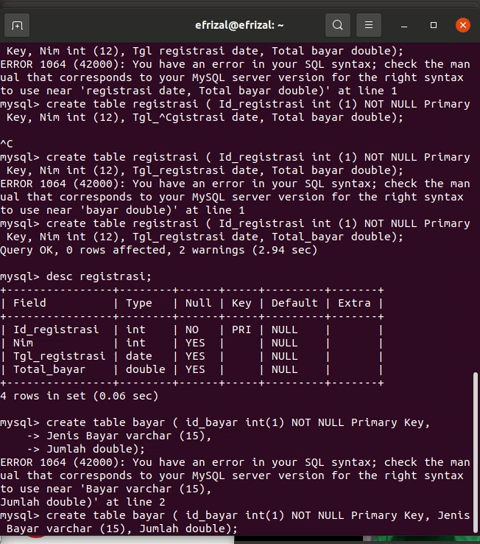 efrizal@efrizal: ~
Key, Nim int (12), Tgl registrasi date, Total bayar double);
ERROR 1064 (42000): You have an error in your SQL syntax; check the man
ual that corresponds to your MySQL server version for the right syntax
to use near 'registrasi date, Total bayar double)' at line 1
mysql> create table registrasi ( Id_registrasi int (1) NOT NULL Primary
 Key, Nim int (12), Tgl_^Cgistrasi date, Total_bayar double);

^C
mysql> create table registrasi ( Id_registrasi int (1) NOT NULL Primary
 Key, Nim int (12), Tgl_registrasi date, Total bayar double);
ERROR 1064 (42000): You have an error in your SQL syntax; check the man
ual that corresponds to your MySQL server version for the right syntax
to use near 'bayar double)' at line 1
mysql> create table registrasi ( Id_registrasi int (1) NOT NULL Primary
 Key, Nim int (12), Tgl_registrasi date, Total_bayar double);
Query OK, 0 rows affected, 2 warnings (2.94 sec)

mysql> desc registrasi;
+----------------+--------+------+-----+---------+-------+
| Field          | Type   | Null | Key | Default | Extra |
+----------------+--------+------+-----+---------+-------+
| Id_registrasi  | int    | NO   | PRI | NULL    |       |
| Nim            | int    | YES  |     | NULL    |       |
| Tgl_registrasi | date   | YES  |     | NULL    |       |
| Total_bayar    | double | YES  |     | NULL    |       |
+----------------+--------+------+-----+---------+-------+
4 rows in set (0.06 sec)

mysql> create table bayar ( id_bayar int(1) NOT NULL Primary Key,
    -> Jenis Bayar varchar (15),
    -> Jumlah double);
ERROR 1064 (42000): You have an error in your SQL syntax; check the man
ual that corresponds to your MySQL server version for the right syntax
to use near 'Bayar varchar (15),
Jumlah double)' at line 2
mysql> create table bayar ( id_bayar int(1) NOT NULL Primary Key, Jenis
 Bayar varchar (15), Jumlah double);